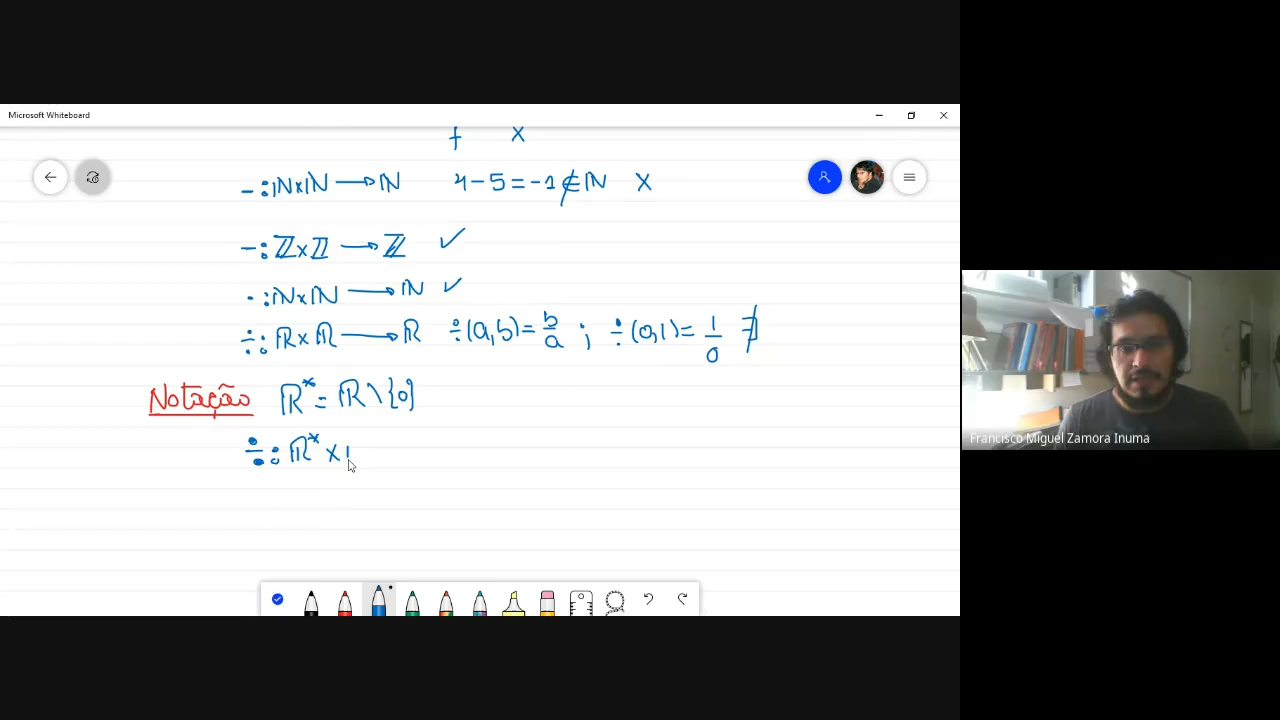 Microsoft Whiteboard
f x
- : ℕ×ℕ → ℕ 4-5=-1∉ℕ X
- : ℤ×ℤ → ℤ ✓
· : ℕ×ℕ → ℕ ✓
÷ : ℝ×ℝ → ℝ ÷(a,b)=b/a ; ÷(0,1)=1/0 ∄
Notação ℝ* = ℝ\{0}
÷ : ℝ* ×
Francisco Miguel Zamora Inuma